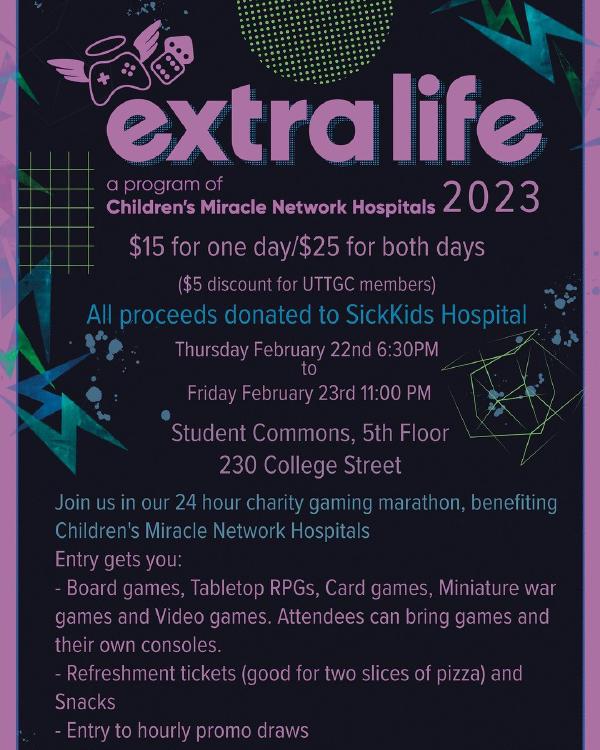 extra life
a program of
Children's Miracle Network Hospitals 2023
$15 for one day/$25 for both days
($5 discount for UTTGC members)
All proceeds donated to SickKids Hospital
Thursday February 22nd 6:30PM
to
Friday February 23rd 11:00 PM
Student Commons, 5th Floor
230 College Street
Join us in our 24 hour charity gaming marathon, benefiting
Children's Miracle Network Hospitals
Entry gets you:
- Board games, Tabletop RPGs, Card games, Miniature war
games and Video games. Attendees can bring games and
their own consoles.
- Refreshment tickets (good for two slices of pizza) and
Snacks
- Entry to hourly promo draws